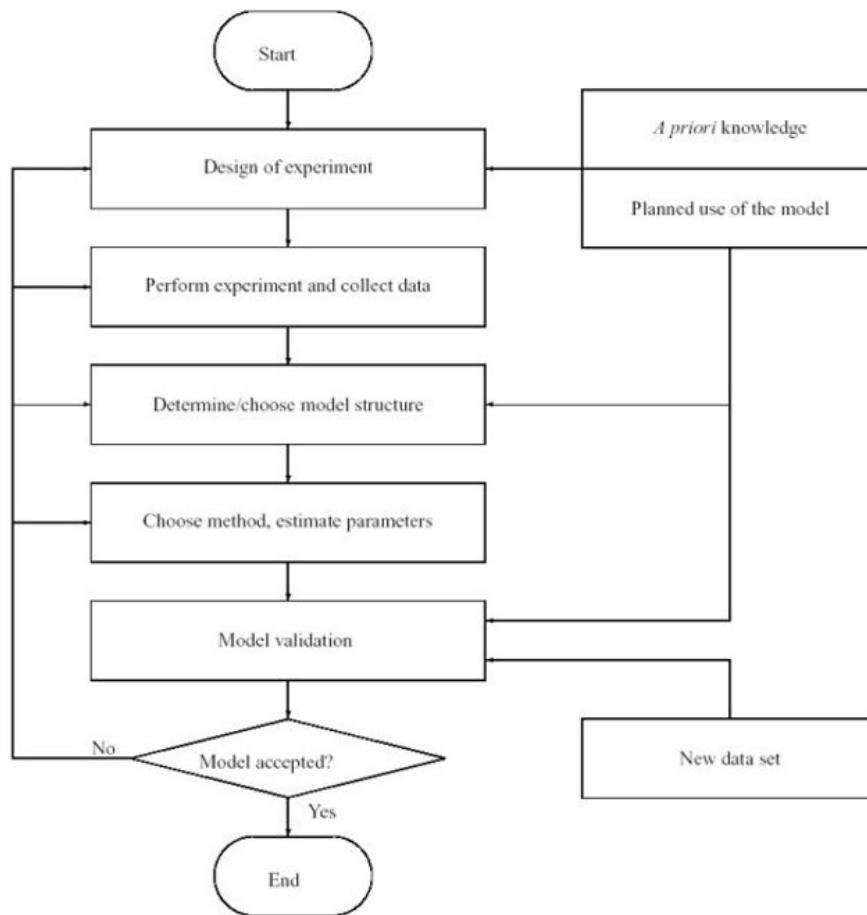 Start
A priori knowledge
Design of experiment
Planned use of the model
Perform experiment and collect data
Determine/choose model structure
Choose method, estimate parameters
Model validation
No
Model accepted?
New data set
Yes
End